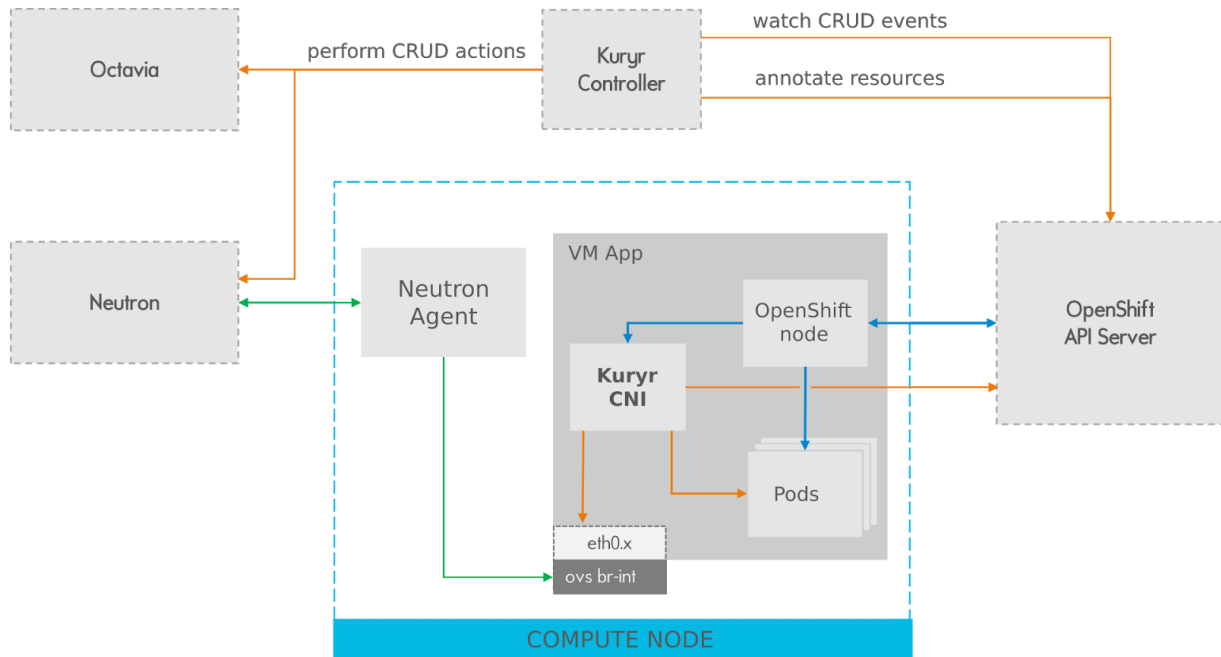 watch CRUD events
perform CRUD actions
Kuryr
Controller
Octavia
annotate resources
VM App
Neutron
Agent
Neutron
OpenShift
node
OpenShift
API Server
Kuryr
CNI
Pods
eth0.x
ovs br-int
COMPUTE NODE